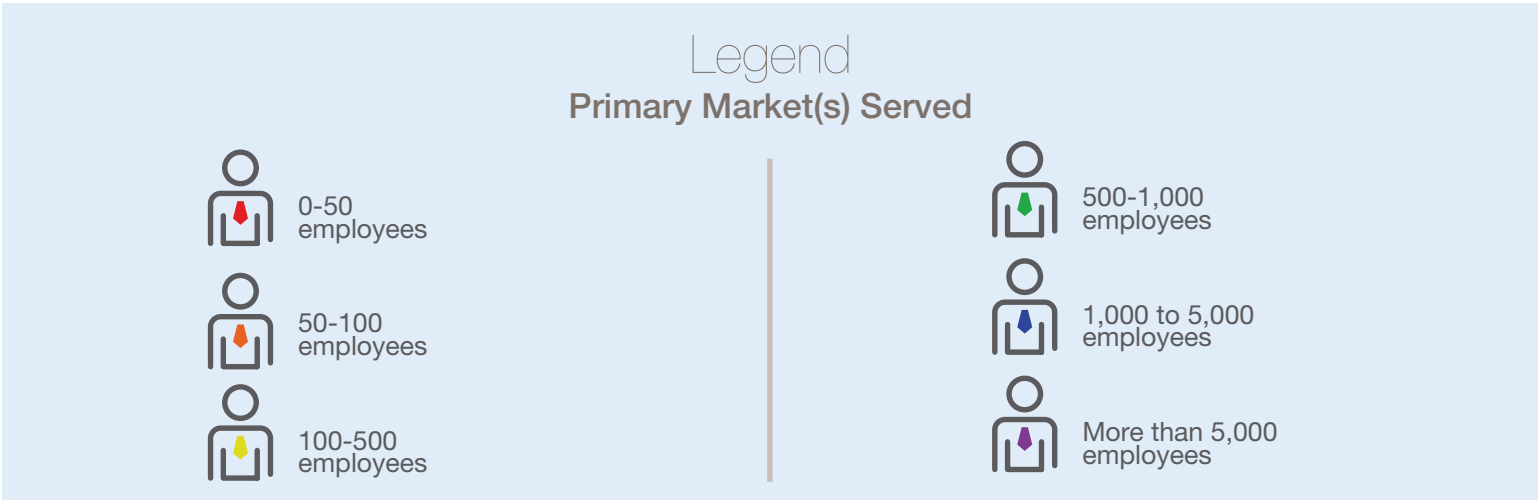 Legend
Primary Market(s) Served
0-50
employees
50-100
employees
100-500
employees
500-1,000
employees
1,000 to 5,000
employees
More than 5,000
employees